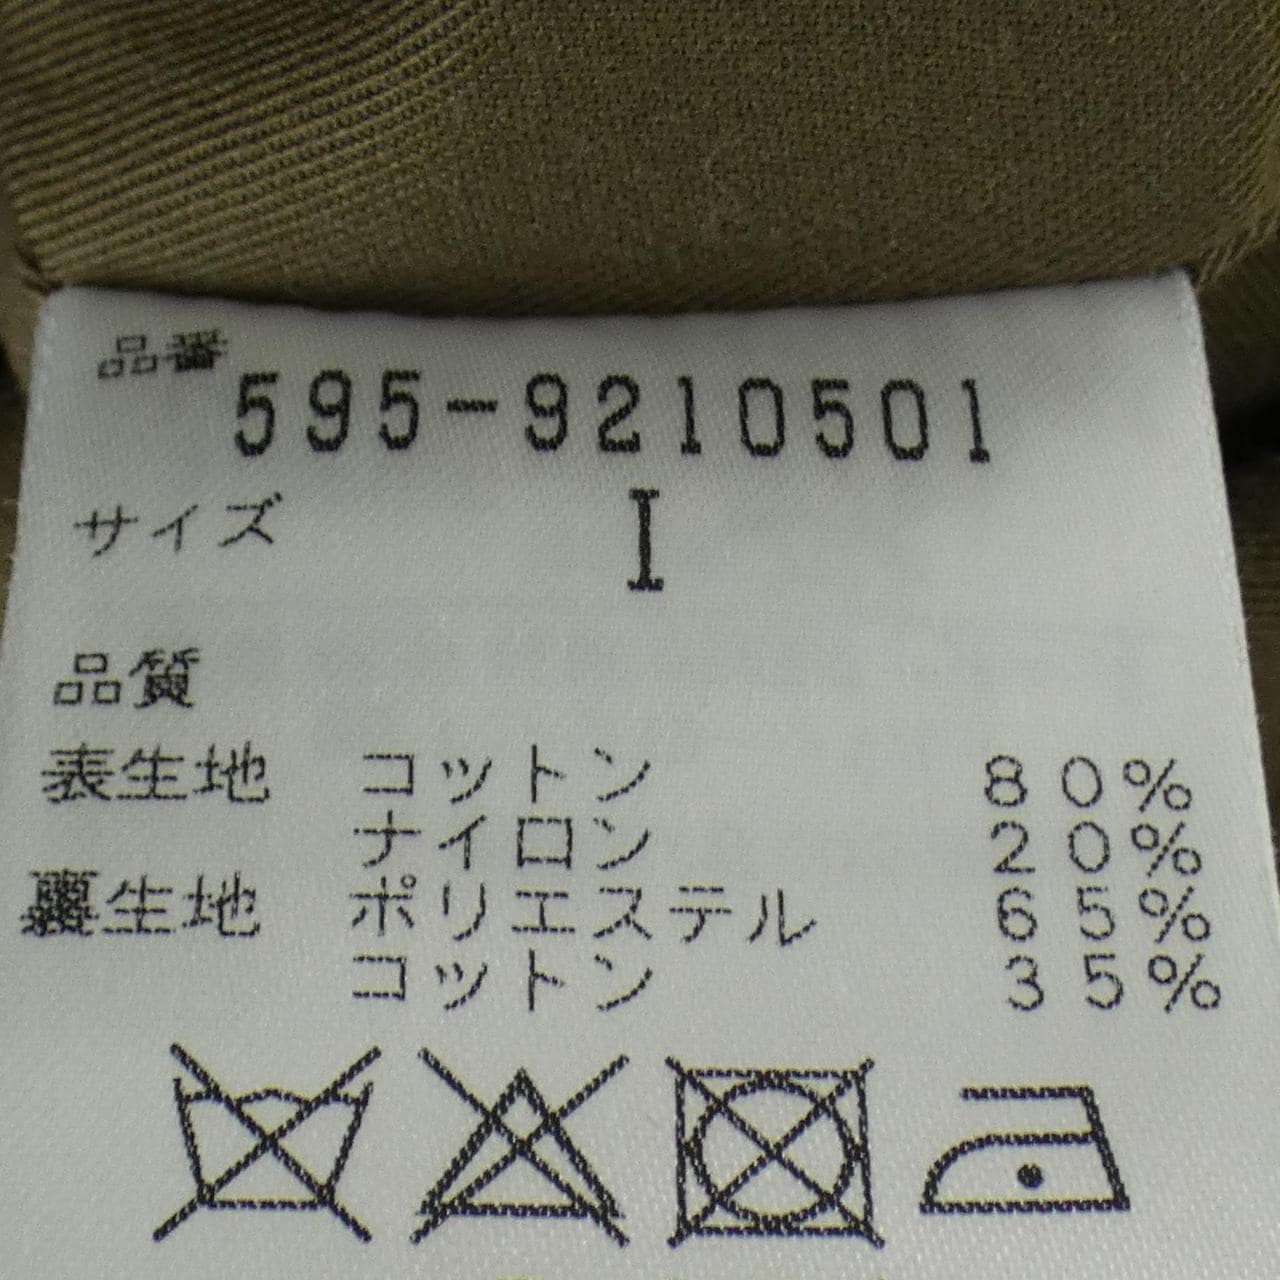 品番 595-9210501
サイズ I
品質
表生地 コットン 80%
ナイロン 20%
裏生地 ポリエステル 65%
コットン 35%